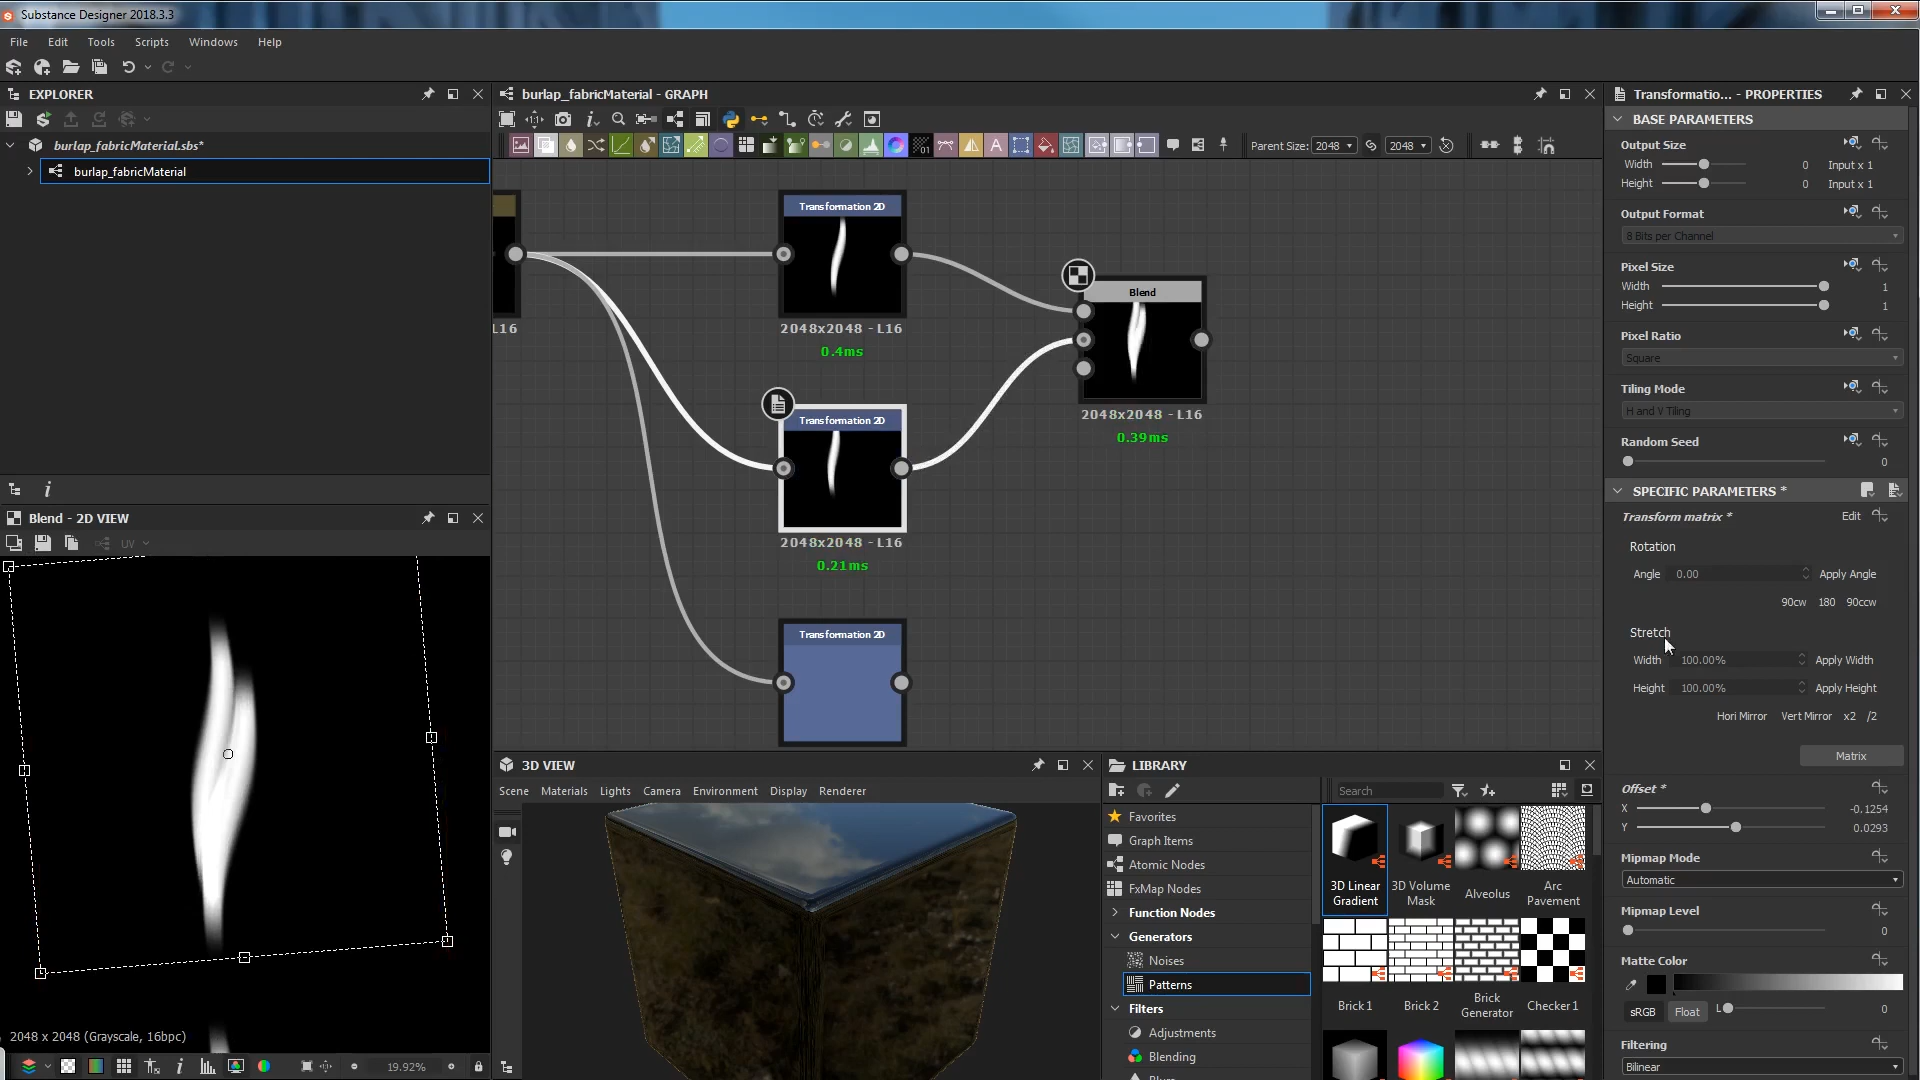 Substance Designer 2018.3.3
File Edit Tools Scripts Windows Help
EXPLORER
burlap_fabricMaterial.sbs*
burlap_fabricMaterial
Blend - 2D VIEW
UV
2048 x 2048 (Grayscale, 16bpc)
19.92%
burlap_fabricMaterial - GRAPH
Parent Size: 2048 2048
L16
Transformation 2D
2048x2048 - L16
0.4ms
Transformation 2D
2048x2048 - L16
0.21ms
Transformation 2D
Blend
2048x2048 - L16
0.39ms
3D VIEW
Scene Materials Lights Camera Environment Display Renderer
LIBRARY
Search
Favorites
Graph Items
Atomic Nodes
FxMap Nodes
Function Nodes
Generators
Noises
Patterns
Filters
Adjustments
Blending
3D Linear Gradient
3D Volume Mask
Alveolus
Arc Pavement
Brick 1
Brick 2
Brick Generator
Checker 1
Transformatio... - PROPERTIES
BASE PARAMETERS
Output Size
Width 0 Input x 1
Height 0 Input x 1
Output Format
8 Bits per Channel
Pixel Size
Width 1
Height 1
Pixel Ratio
Square
Tiling Mode
H and V Tiling
Random Seed
0
SPECIFIC PARAMETERS *
Transform matrix * Edit
Rotation
Angle 0.00 Apply Angle
90cw 180 90ccw
Stretch
Width 100.00% Apply Width
Height 100.00% Apply Height
Hori Mirror Vert Mirror x2 /2
Matrix
Offset *
X -0.1254
Y 0.0293
Mipmap Mode
Automatic
Mipmap Level
0
Matte Color
sRGB Float L 0
Filtering
Bilinear